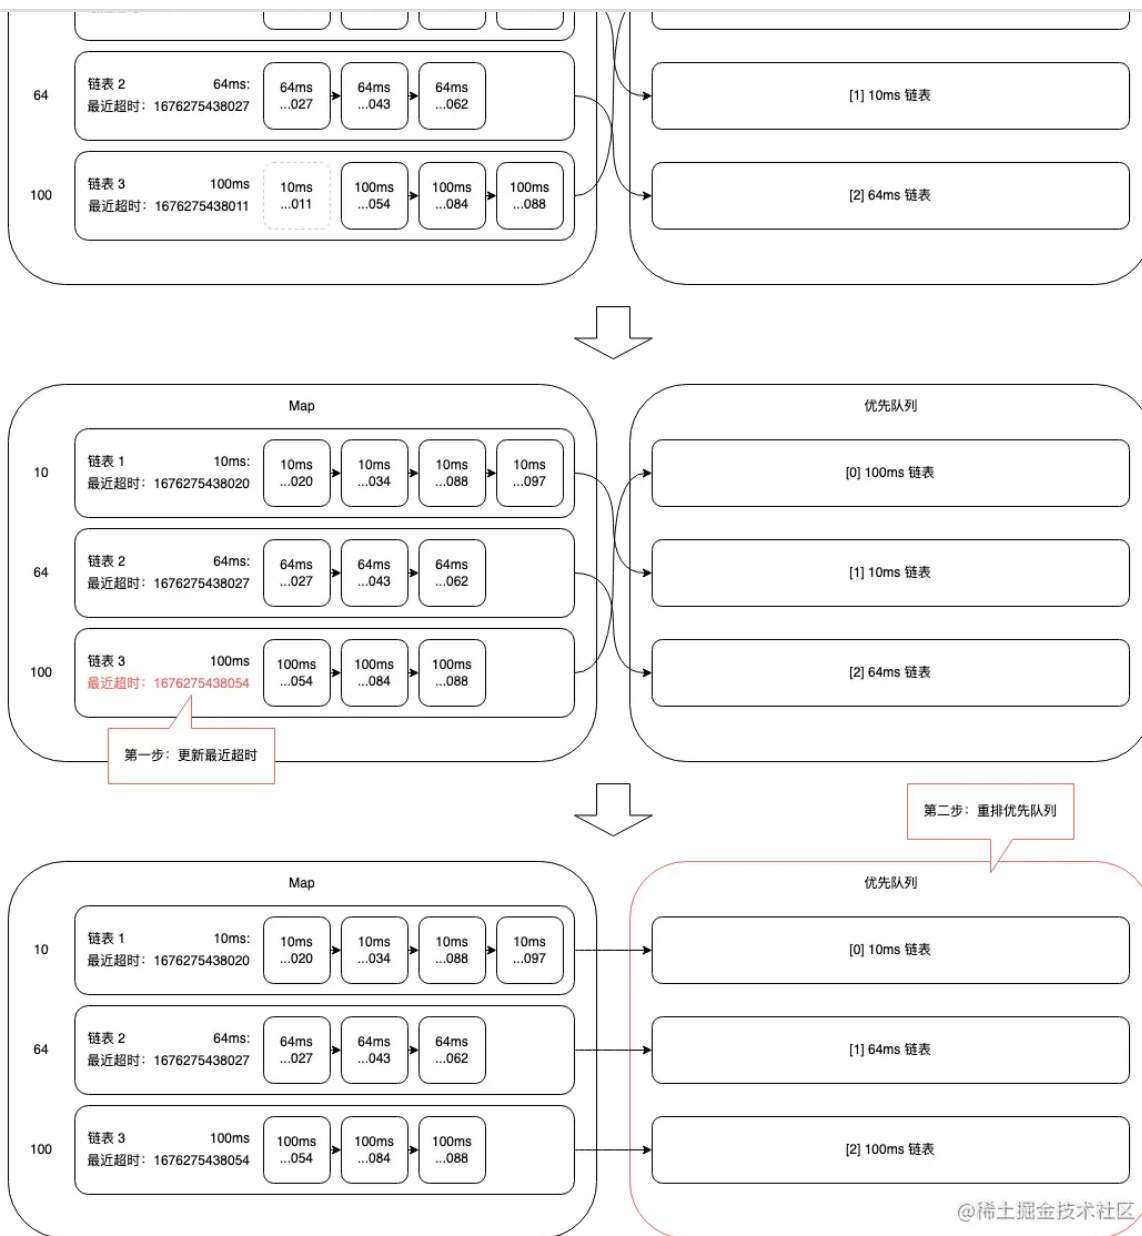 64
链表 2
64ms:
最近超时：1676275438027
64ms
...027
64ms
...043
64ms
...062
[1] 10ms 链表
100
链表 3
100ms
最近超时：1676275438011
10ms
...011
100ms
...054
100ms
...084
100ms
...088
[2] 64ms 链表
Map
优先队列
10
链表 1
10ms:
最近超时：1676275438020
10ms
...020
10ms
...034
10ms
...088
10ms
...097
[0] 100ms 链表
64
链表 2
64ms:
最近超时：1676275438027
64ms
...027
64ms
...043
64ms
...062
[1] 10ms 链表
100
链表 3
100ms
最近超时：1676275438054
100ms
...054
100ms
...084
100ms
...088
[2] 64ms 链表
第一步：更新最近超时
第二步：重排优先队列
Map
优先队列
10
链表 1
10ms:
最近超时：1676275438020
10ms
...020
10ms
...034
10ms
...088
10ms
...097
[0] 10ms 链表
64
链表 2
64ms:
最近超时：1676275438027
64ms
...027
64ms
...043
64ms
...062
[1] 64ms 链表
100
链表 3
100ms
最近超时：1676275438054
100ms
...054
100ms
...084
100ms
...088
[2] 100ms 链表
@稀土掘金技术社区